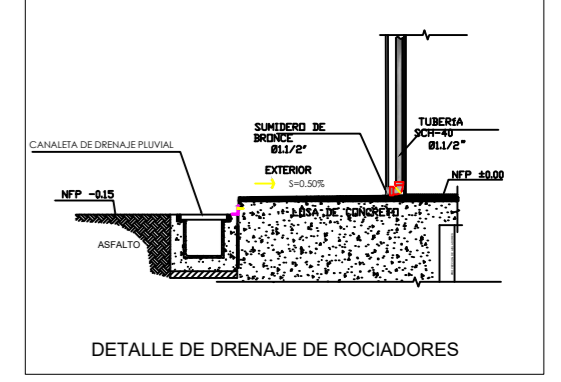 SUMIDERO DE
BRONCE
Ø1.1/2"
TUBERIA
SCH-40
Ø1.1/2"
CANALETA DE DRENAJE PLUVIAL
EXTERIOR
S=0.50%
NFP ±0.00
NFP -0.15
LOSA DE CONCRETO
ASFALTO
DETALLE DE DRENAJE DE ROCIADORES